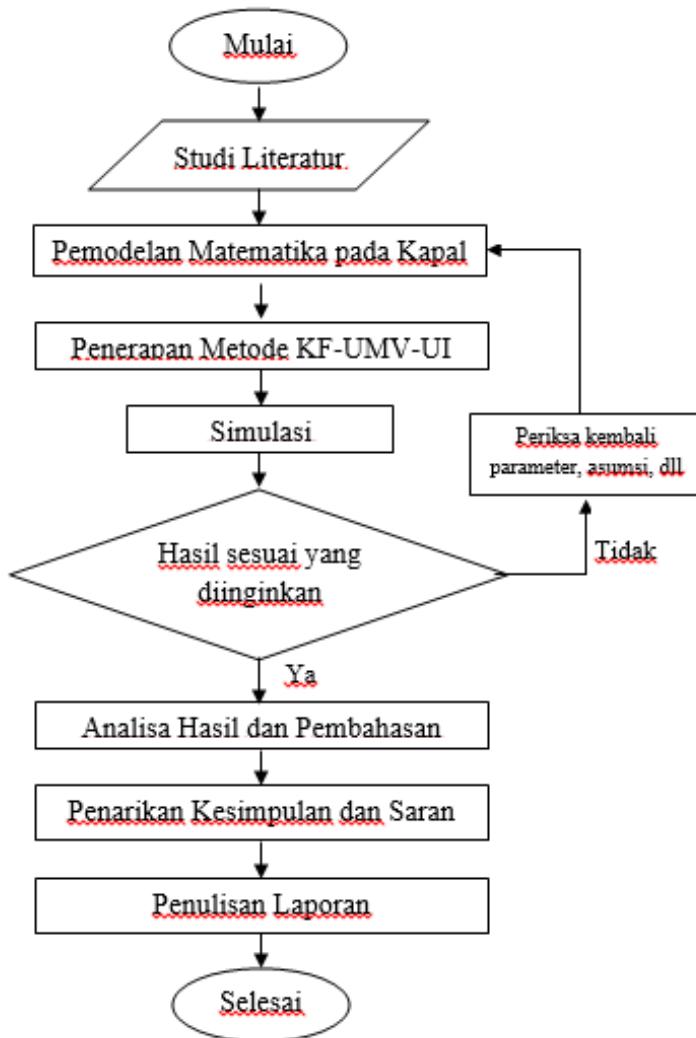 Mulai
Studi Literatur
Pemodelan Matematika pada Kapal
Penerapan Metode KF-UMV-UI
Simulasi
Periksa kembali
parameter, asumsi, dll
Hasil sesuai yang
diinginkan
Tidak
Ya
Analisa Hasil dan Pembahasan
Penarikan Kesimpulan dan Saran
Penulisan Laporan
Selesai